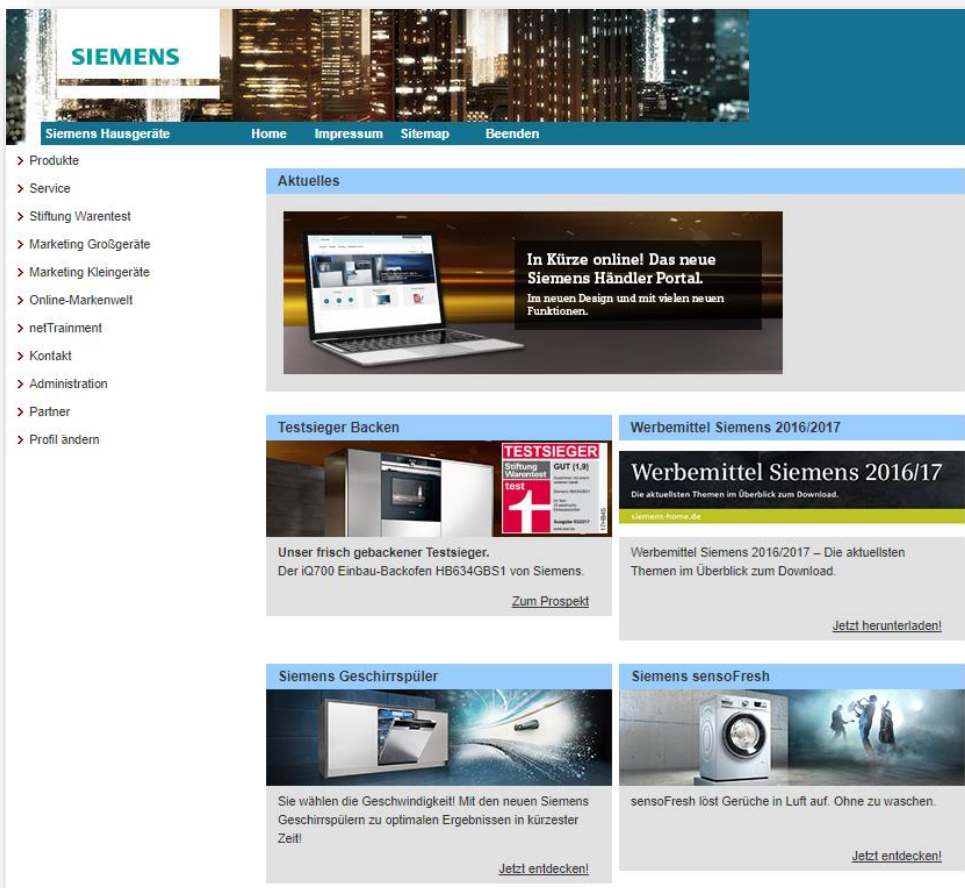 SIEMENS
Siemens Hausgeräte
Home
Impressum
Sitemap
Beenden
Produkte
Service
Stiftung Warentest
Marketing Großgeräte
Marketing Kleingeräte
Online-Markenwelt
netTrainment
Kontakt
Administration
Partner
Profil ändern
Aktuelles
In Kürze online! Das neue
Siemens Händler Portal.
Im neuen Design und mit vielen neuen
Funktionen.
Testsieger Backen
TESTSIEGER
Stiftung
Warentest
test
GUT (1,9)
Unser frisch gebackener Testsieger.
Der iQ700 Einbau-Backofen HB634GBS1 von Siemens.
Zum Prospekt
Werbemittel Siemens 2016/2017
Werbemittel Siemens 2016/17
Die aktuellsten Themen im Überblick zum Download.
siemens-home.de
Werbemittel Siemens 2016/2017 – Die aktuellsten
Themen im Überblick zum Download.
Jetzt herunterladen!
Siemens Geschirrspüler
Sie wählen die Geschwindigkeit! Mit den neuen Siemens
Geschirrspülern zu optimalen Ergebnissen in kürzester
Zeit!
Jetzt entdecken!
Siemens sensoFresh
sensoFresh löst Gerüche in Luft auf. Ohne zu waschen.
Jetzt entdecken!